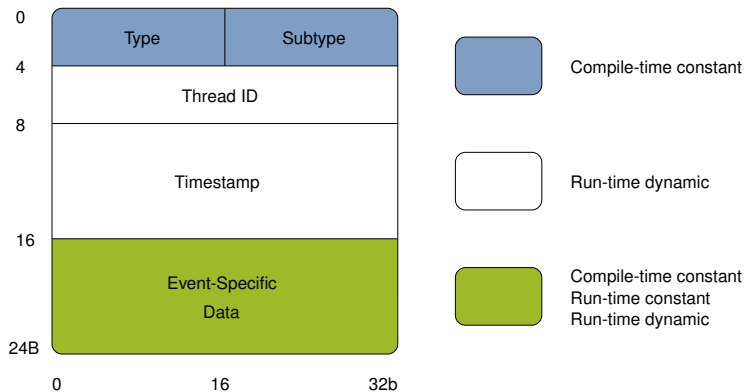 0
Type Subtype
Compile-time constant
4
Thread ID
8
Timestamp
Run-time dynamic
16
Event-Specific
Data
Compile-time constant
Run-time constant
Run-time dynamic
24B
0 16 32b